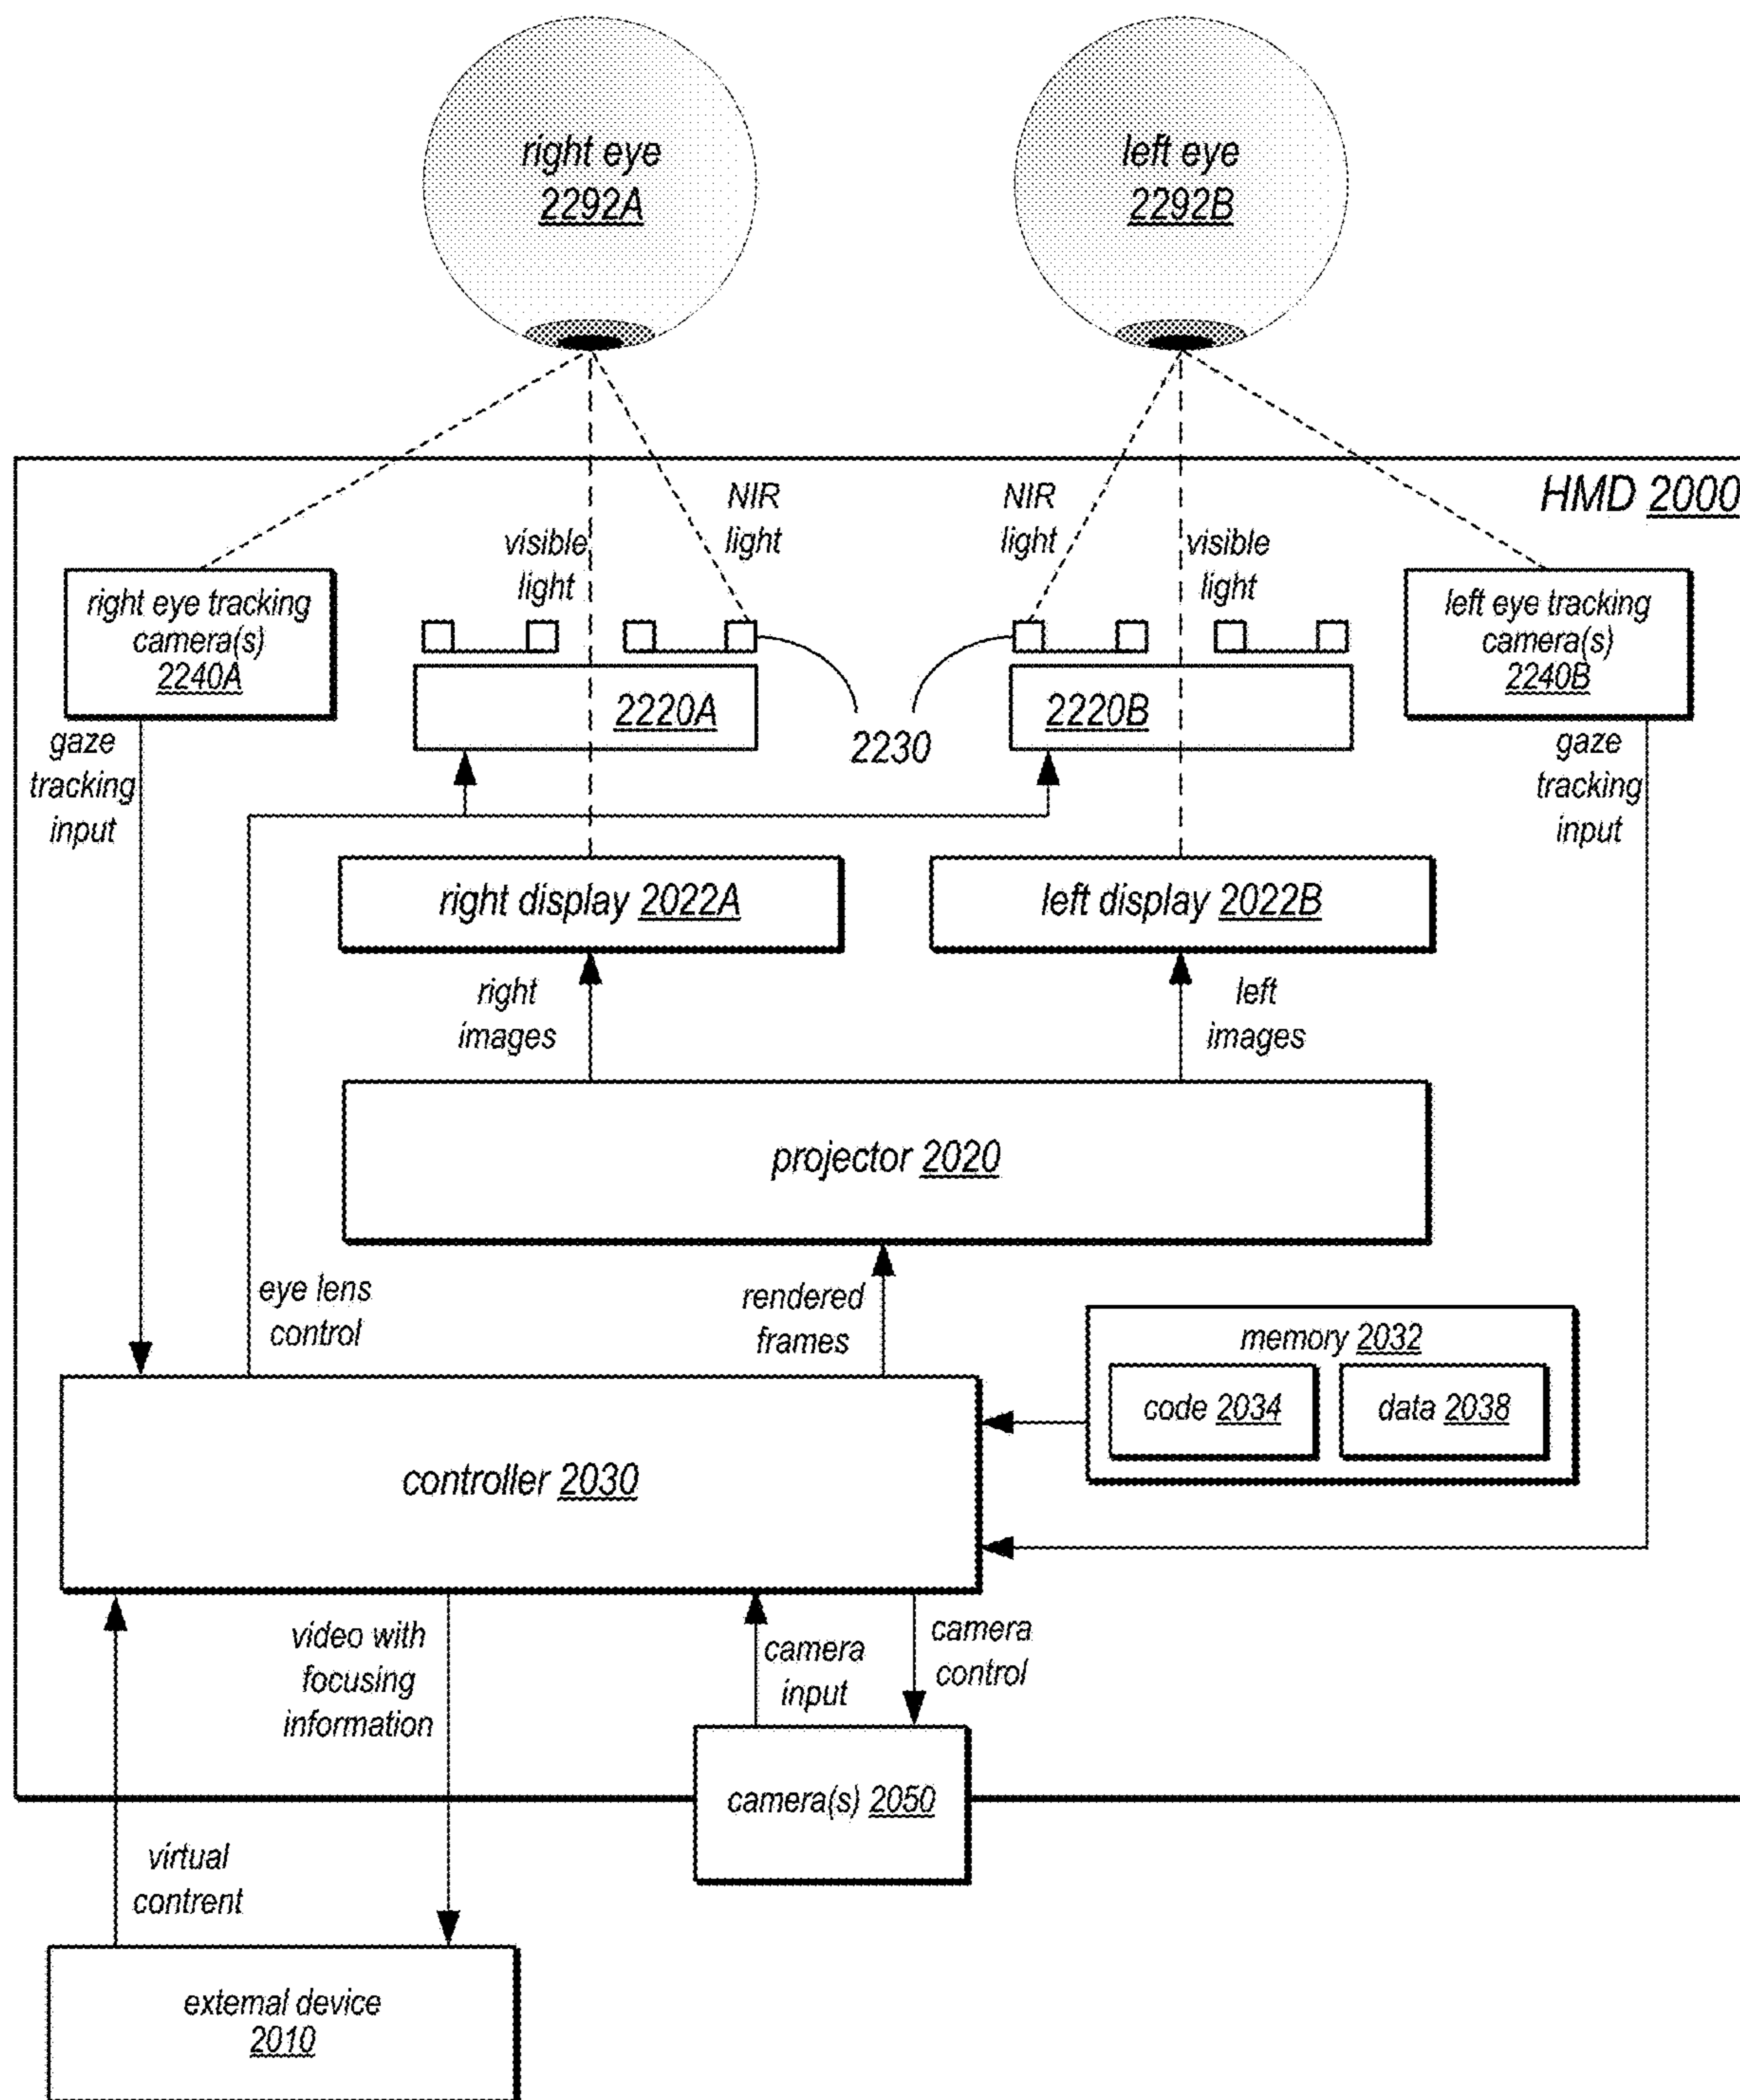 right eye
2292A
left eye
2292B
HMD 2000
NIR
light
NIR
light
visible
light
visible
light
right eye tracking
camera(s)
2240A
left eye tracking
camera(s)
2240B
2220A
2220B
2230
gaze
tracking
input
gaze
tracking
input
right display 2022A
left display 2022B
right
images
left
images
projector 2020
eye lens
control
rendered
frames
memory 2032
code 2034
data 2038
controller 2030
video with
focusing
information
camera
input
camera
control
camera(s) 2050
virtual
contrent
external device
2010